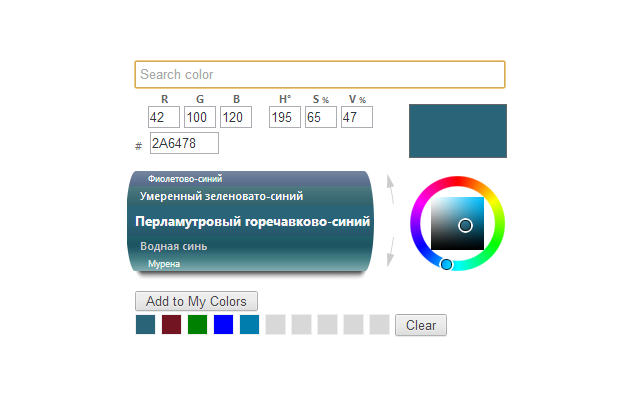 Search color
R G B H° S % V %
42 100 120 195 65 47
# 2A6478
Фиолетово-синий
Умеренный зеленовато-синий
Перламутровый горечавково-синий
Водная синь
Мурена
Add to My Colors
Clear